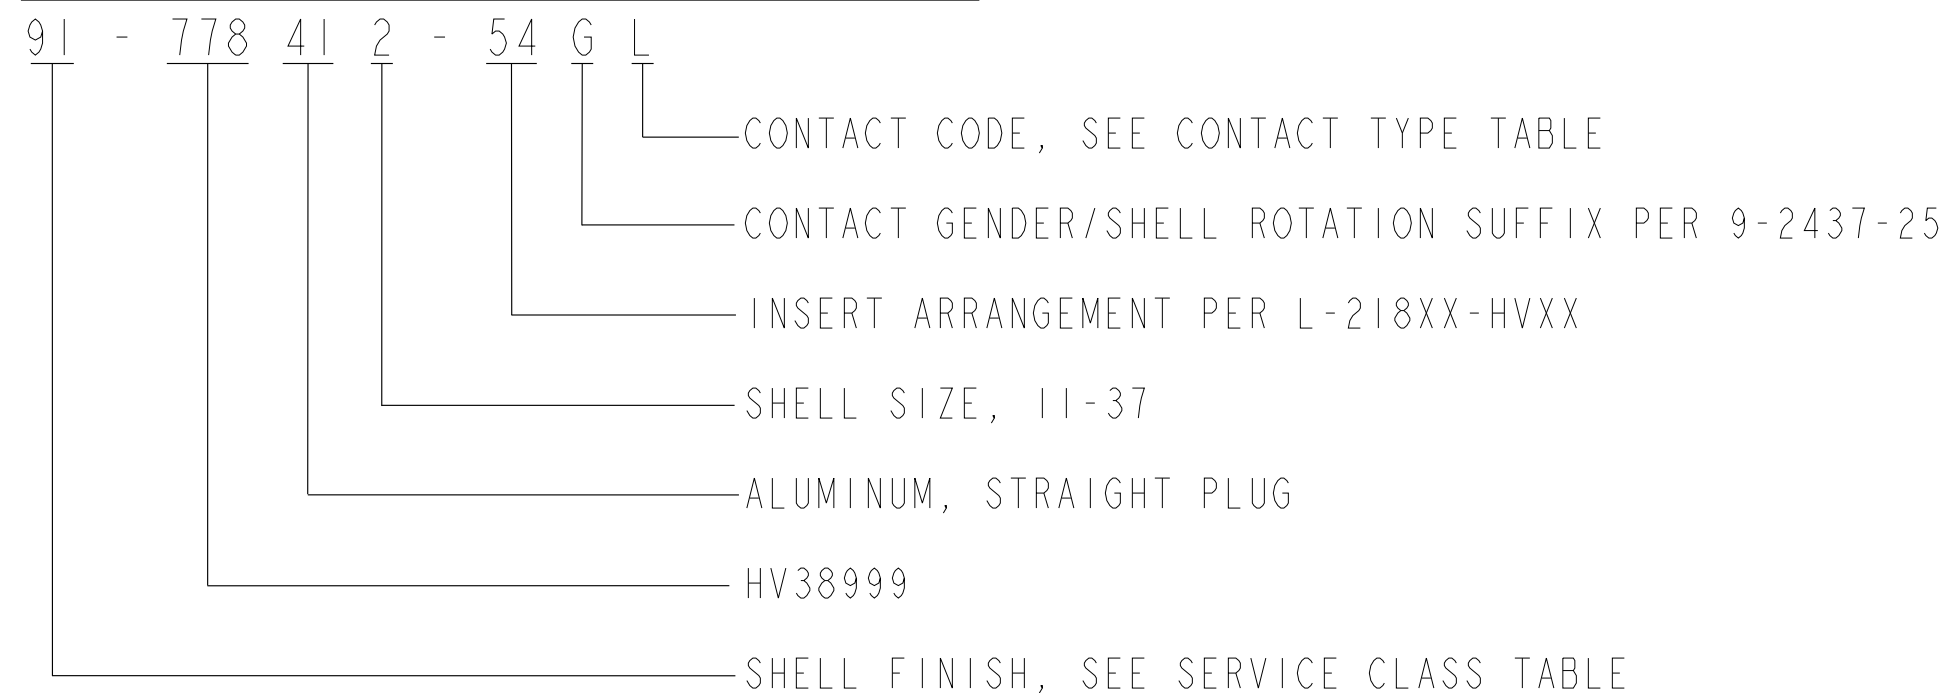 91 - 778 41 2 - 54 G L
CONTACT CODE, SEE CONTACT TYPE TABLE
CONTACT GENDER/SHELL ROTATION SUFFIX PER 9-2437-25
INSERT ARRANGEMENT PER L-218XX-HVXX
SHELL SIZE, 11-37
ALUMINUM, STRAIGHT PLUG
HV38999
SHELL FINISH, SEE SERVICE CLASS TABLE